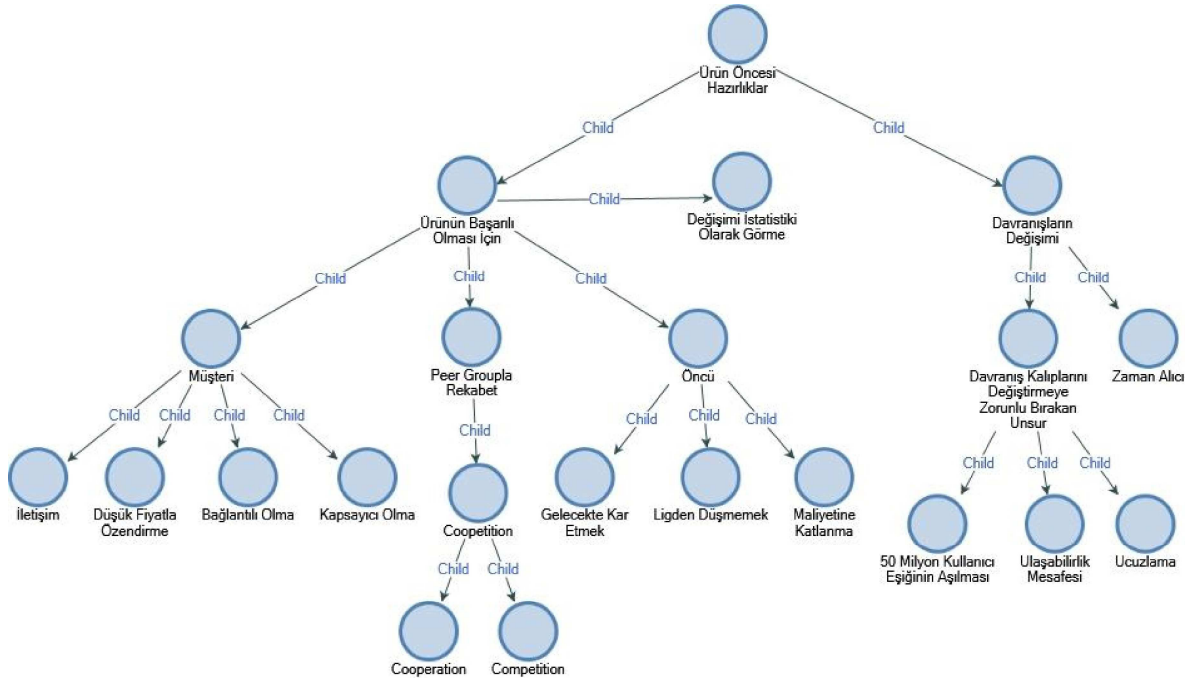 Ürün Öncesi
Hazırlıklar
Child
Child
Child
Ürünün Başarılı
Olması İçin
Değişimi İstatistiki
Olarak Görme
Davranışların
Değişimi
Child
Child
Child
Child
Child
Müşteri
Peer Groupla
Rekabet
Öncü
Davranış Kalıplarını
Değiştirmeye
Zorunlu Bırakan
Unsur
Zaman Alıcı
Child
Child
Child
Child
Child
Child
Child
Child
Child
Child
Child
İletişim
Düşük Fiyatla
Özendirme
Bağlantılı Olma
Kapsayıcı Olma
Coopetition
Gelecekte Kar
Etmek
Ligden Düşmemek
Maliyetine
Katlanma
50 Milyon Kullanıcı
Eşiğinin Aşılması
Ulaşabilirlik
Mesafesi
Ucuzlama
Child
Child
Cooperation
Competition